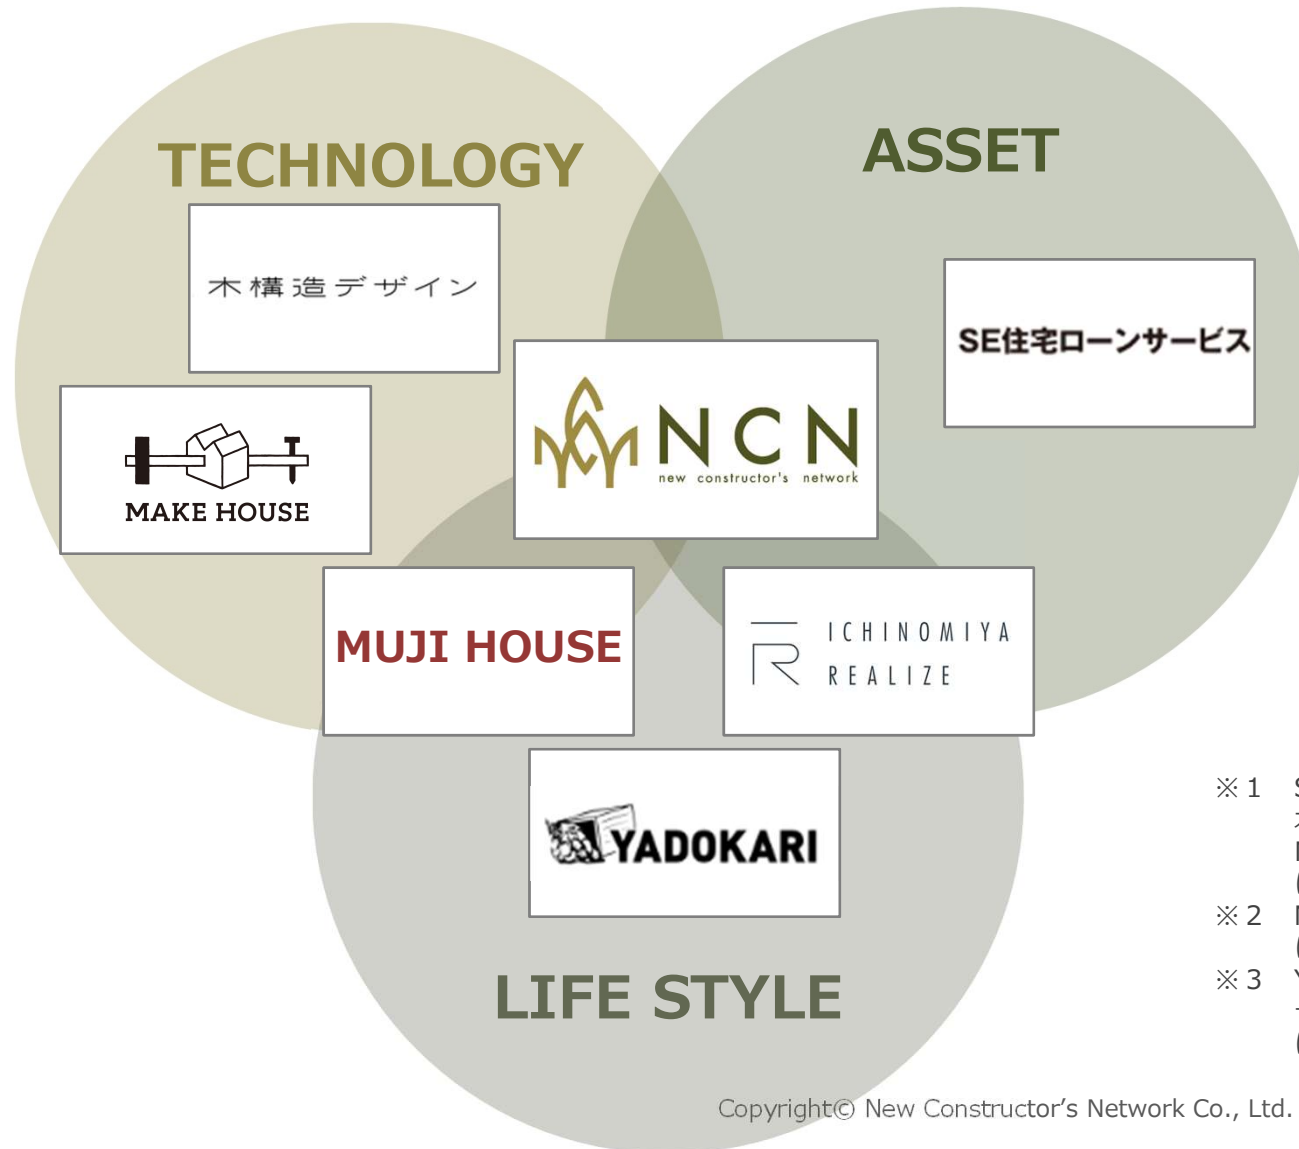 TECHNOLOGY
ASSET
木構造デザイン
SE住宅ローンサービス
NCN
new constructor's network
MAKE HOUSE
MUJI HOUSE
ICHINOMIYA
REALIZE
YADOKARI
LIFE STYLE
※1
※2
※3
Copyright© New Constructor’s Network Co., Ltd.